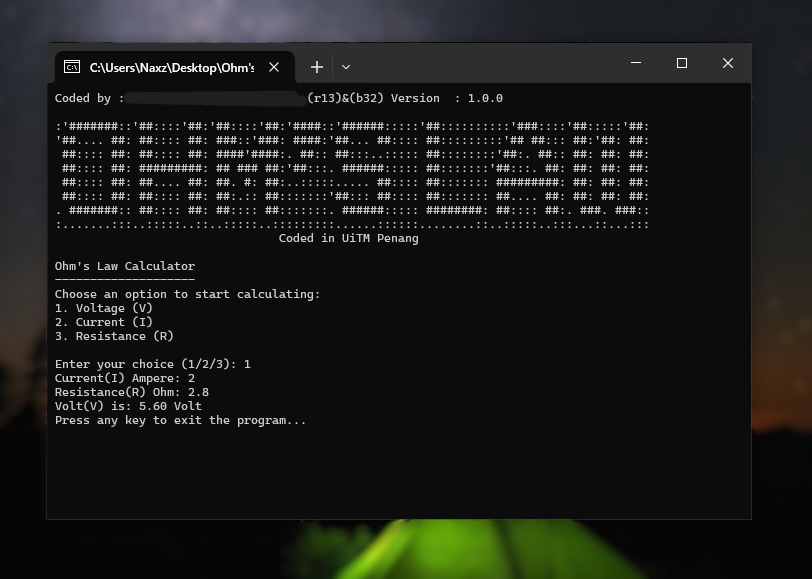 C:\Users\Naxz\Desktop\Ohm's
Coded by :(r13)&(b32) Version  : 1.0.0
OHM'S LAW
Coded in UiTM Penang
Ohm's Law Calculator
--------------------
Choose an option to start calculating:
1. Voltage (V)
2. Current (I)
3. Resistance (R)
Enter your choice (1/2/3): 1
Current(I) Ampere: 2
Resistance(R) Ohm: 2.8
Volt(V) is: 5.60 Volt
Press any key to exit the program...